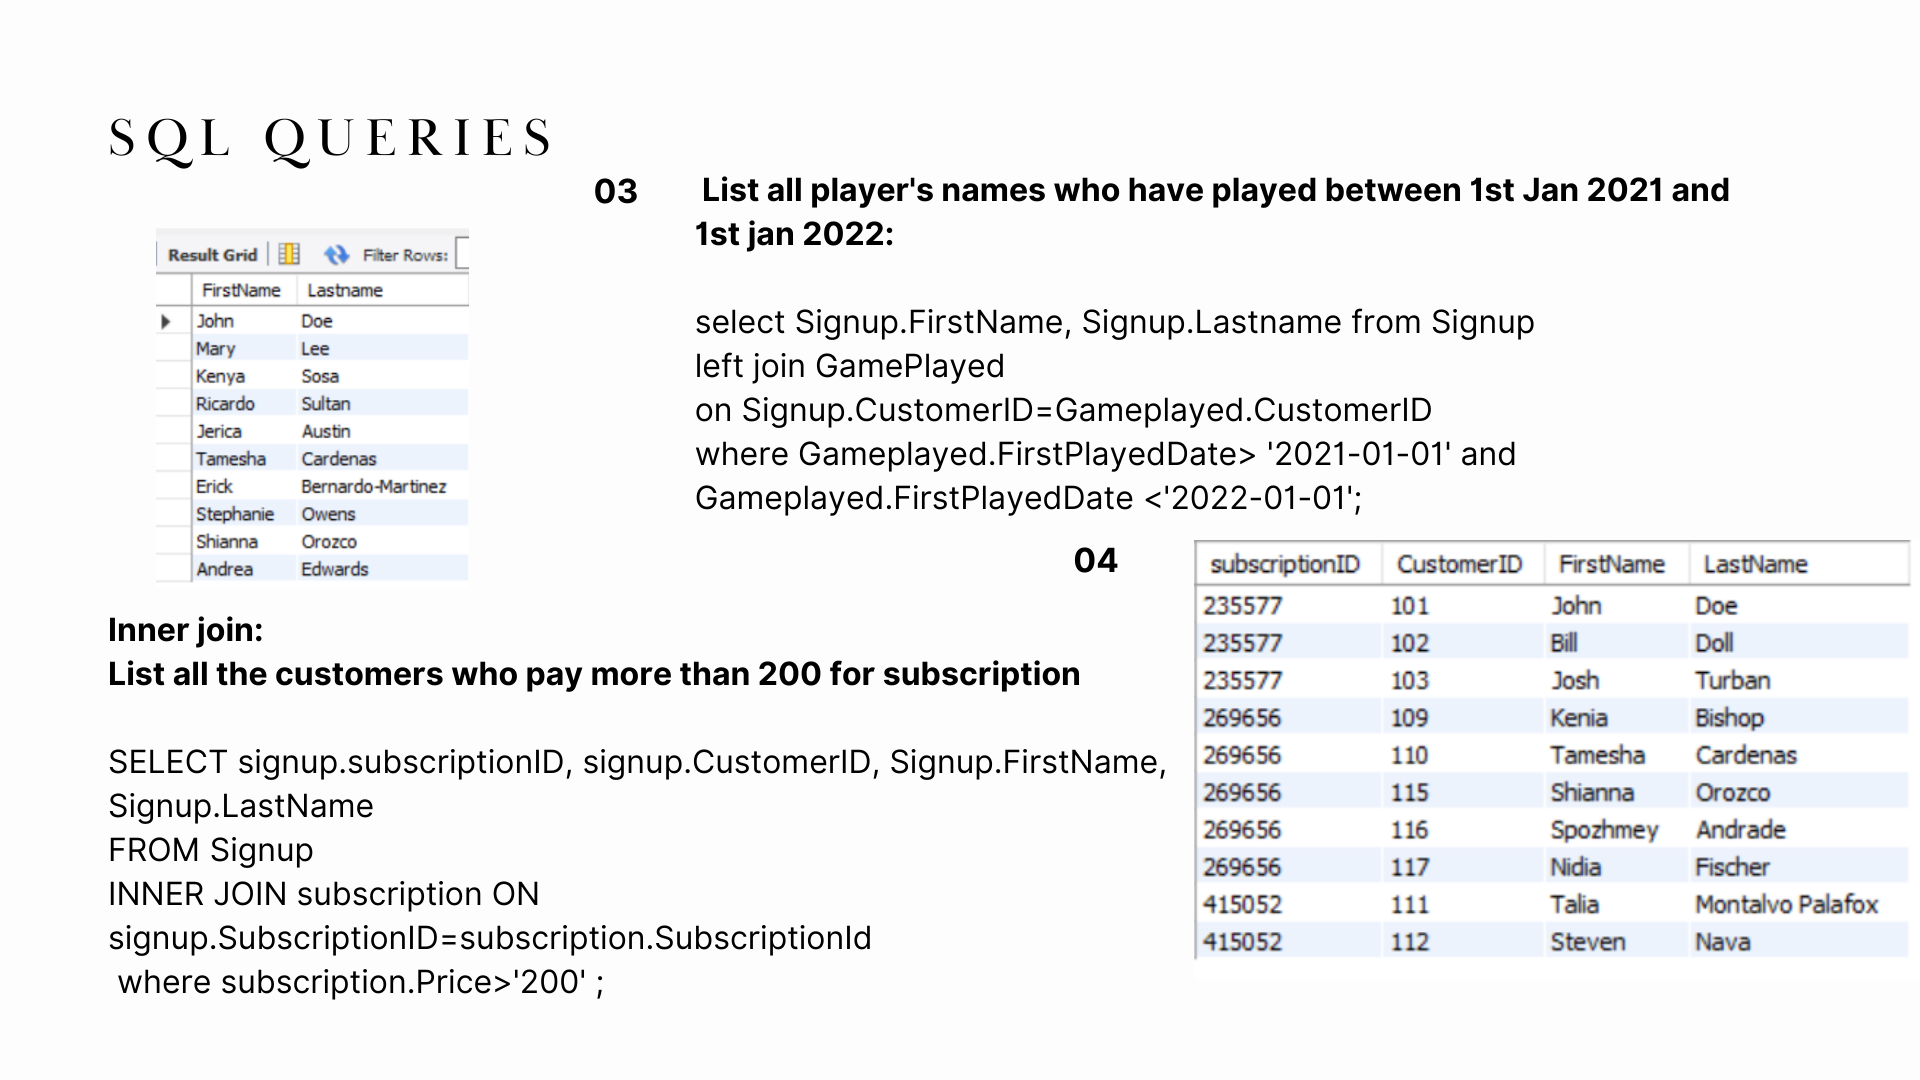 SQL QUERIES
03
List all player's names who have played between 1st Jan 2021 and
1st jan 2022:
Result Grid Filter Rows:
FirstName Lastname
John Doe
Mary Lee
Kenya Sosa
Ricardo Sultan
Jerica Austin
Tamesha Cardenas
Erick Bernardo-Martinez
Stephanie Owens
Shianna Orozco
Andrea Edwards
select Signup.FirstName, Signup.Lastname from Signup
left join GamePlayed
on Signup.CustomerID=Gameplayed.CustomerID
where Gameplayed.FirstPlayedDate> '2021-01-01' and
Gameplayed.FirstPlayedDate <'2022-01-01';
04
Inner join:
List all the customers who pay more than 200 for subscription
SELECT signup.subscriptionID, signup.CustomerID, Signup.FirstName,
Signup.LastName
FROM Signup
INNER JOIN subscription ON
signup.SubscriptionID=subscription.SubscriptionId
where subscription.Price>'200' ;
subscriptionID CustomerID FirstName LastName
235577 101 John Doe
235577 102 Bill Doll
235577 103 Josh Turban
269656 109 Kenia Bishop
269656 110 Tamesha Cardenas
269656 115 Shianna Orozco
269656 116 Spozhmey Andrade
269656 117 Nidia Fischer
415052 111 Talia Montalvo Palafox
415052 112 Steven Nava